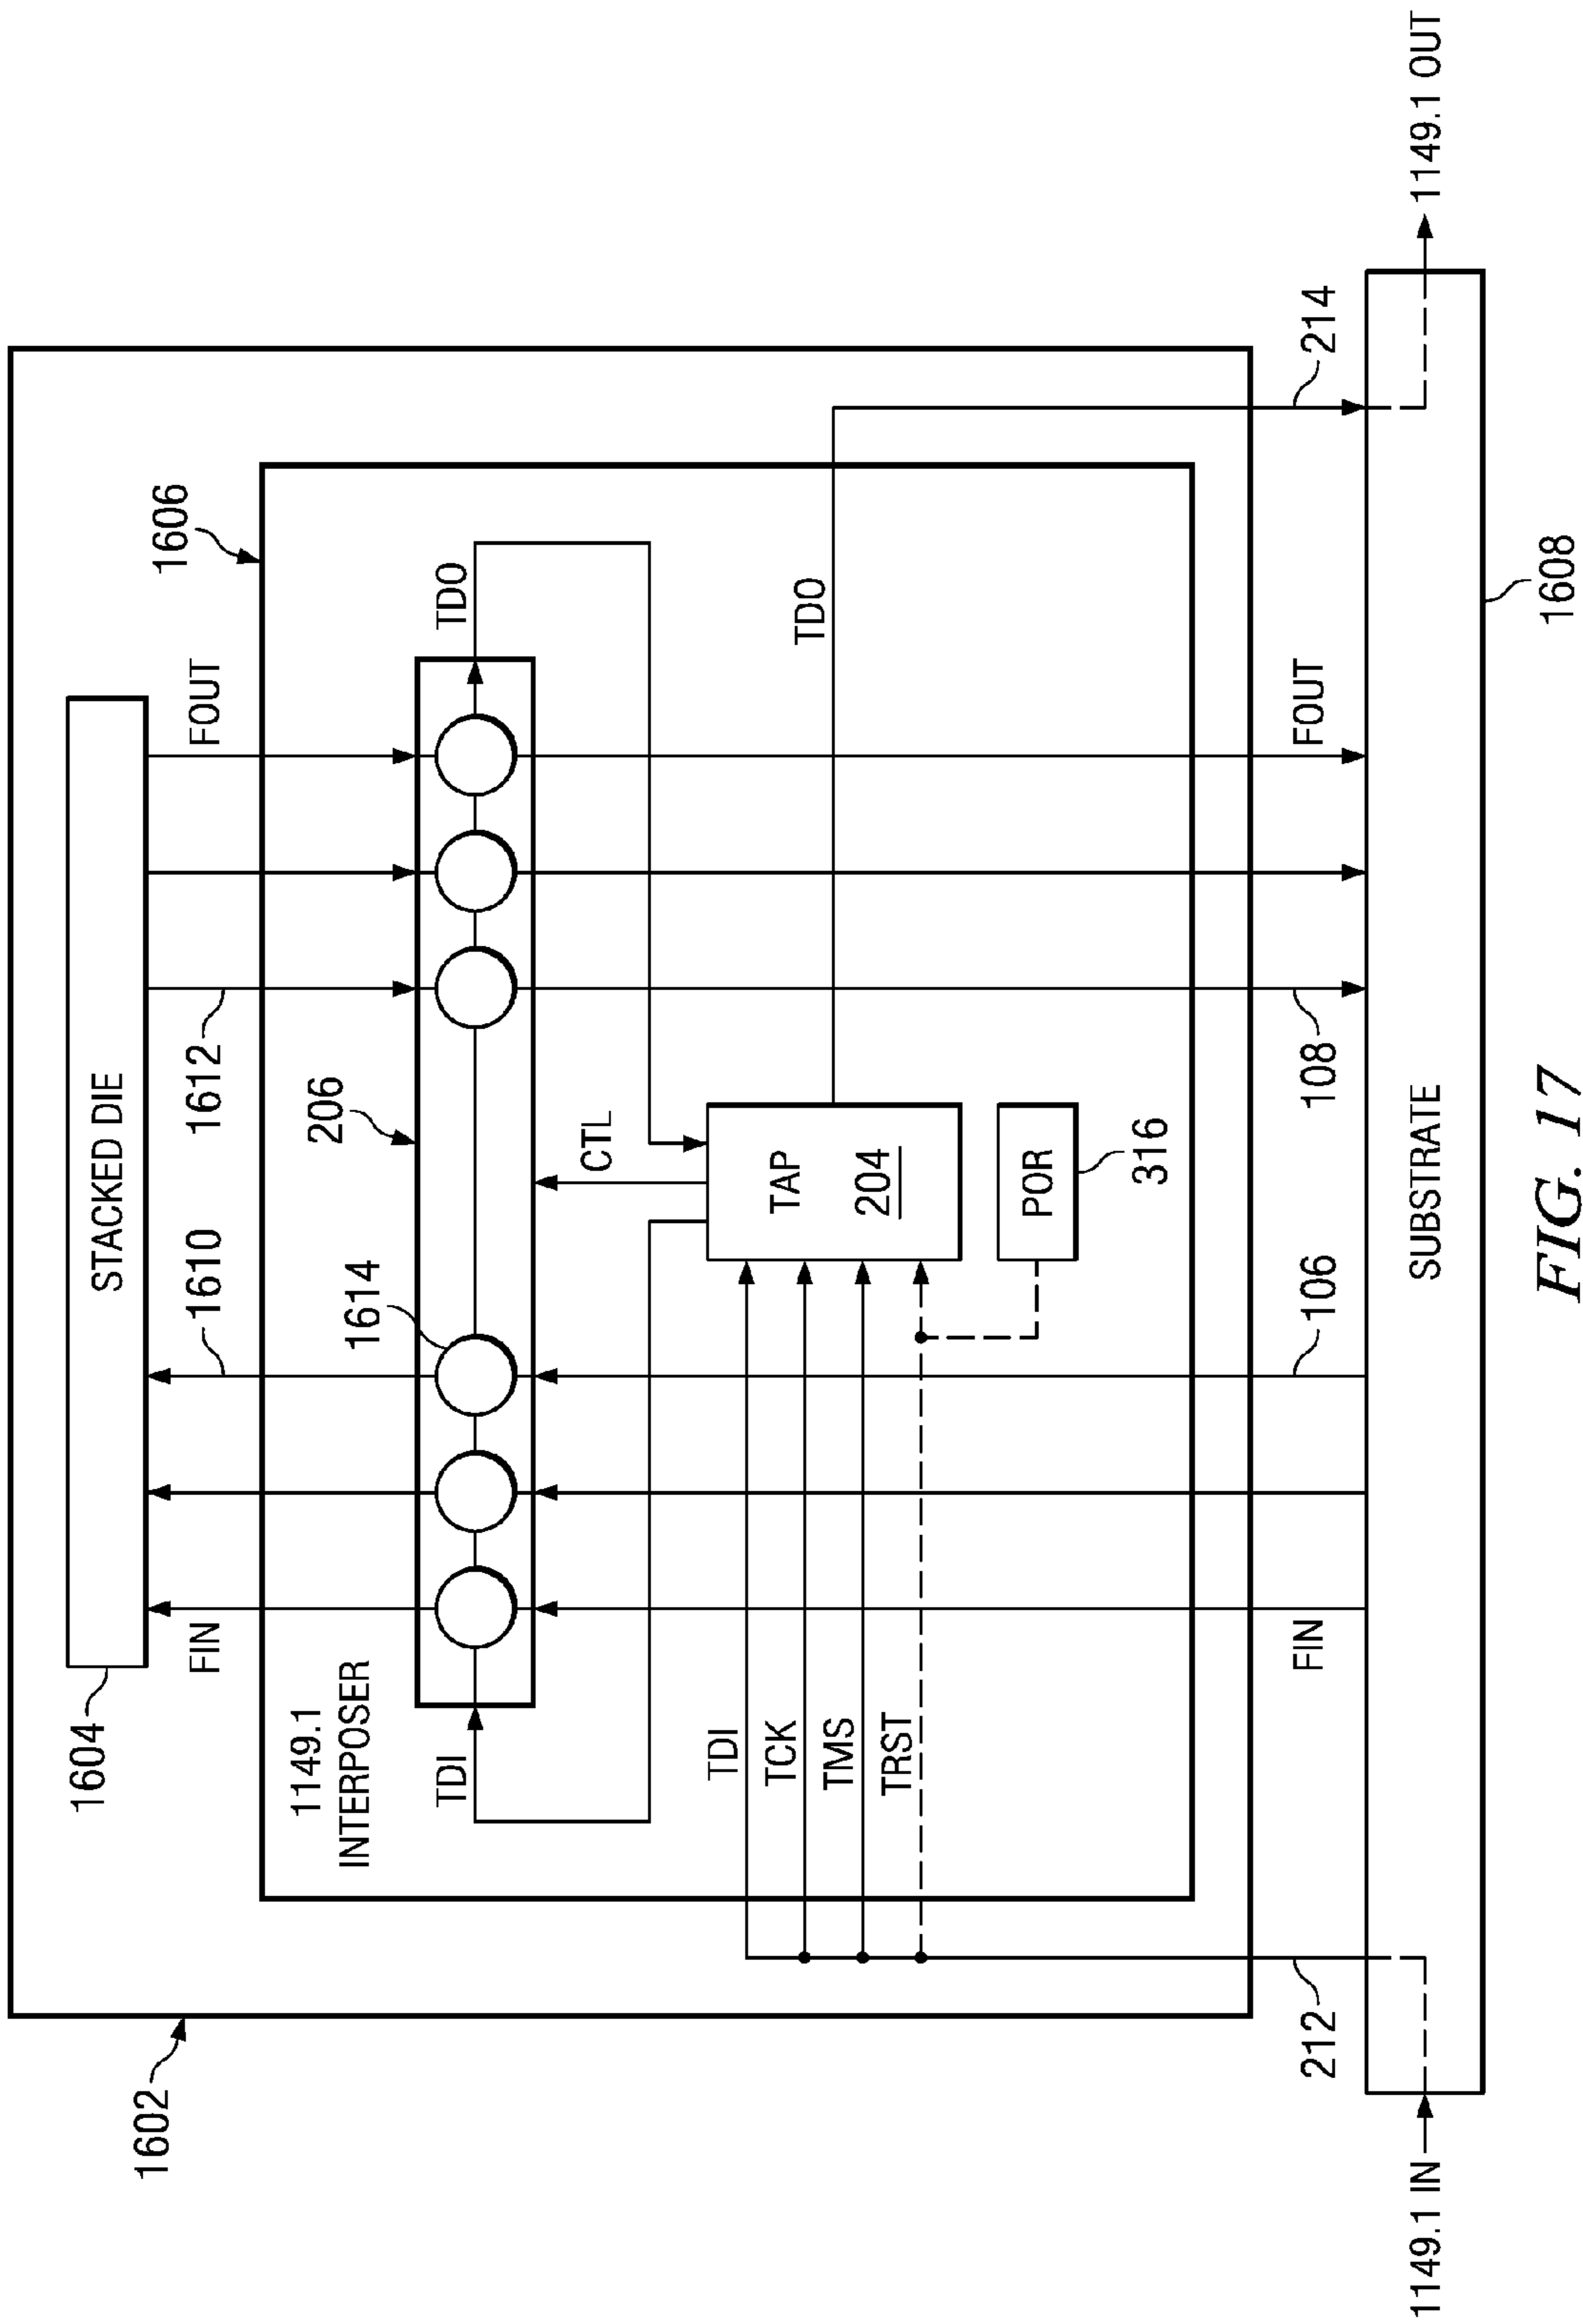 1602
1604
STACKED DIE
FIN
1610
1612
FOUT
1606
1149.1
INTERPOSER
1614
206
TDI
TDO
CTL
TDI
TCK
TMS
TRST
TAP
204
POR
316
TDO
212
FIN
106
108
FOUT
214
1149.1 IN
SUBSTRATE
1149.1 OUT
1608
FIG. 17